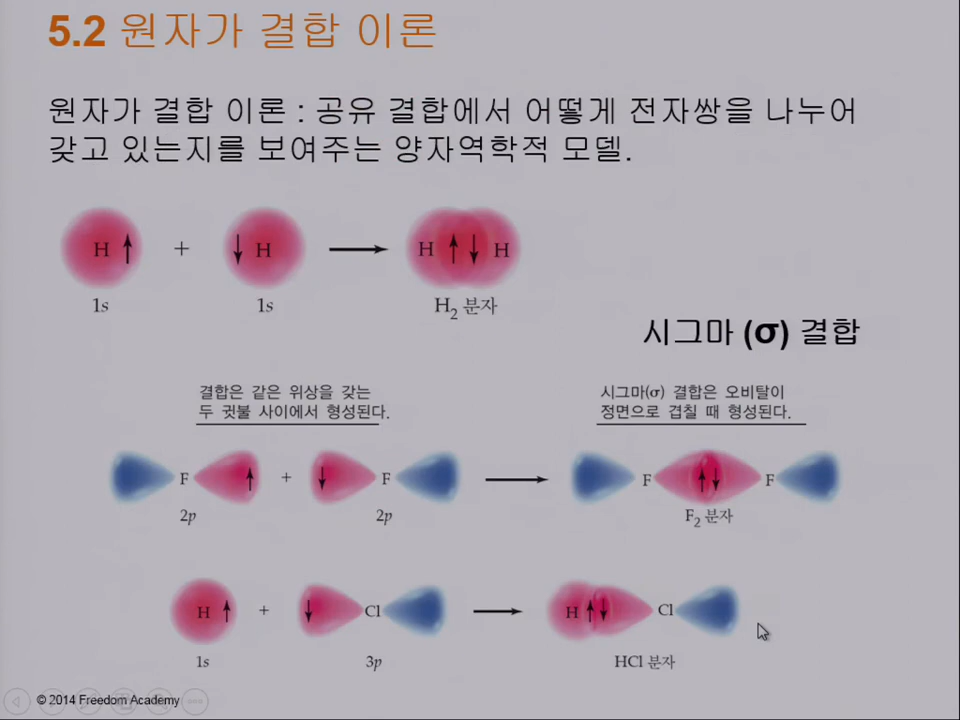 5.2 원자가 결합 이론
원자가 결합 이론 : 공유 결합에서 어떻게 전자쌍을 나누어
갖고 있는지를 보여주는 양자역학적 모델.
H + H H H
1s 1s H2 분자
시그마 (σ) 결합
결합은 같은 위상을 갖는
두 귓불 사이에서 형성된다.
시그마(σ) 결합은 오비탈이
정면으로 겹칠 때 형성된다.
F + F F F
2p 2p F2 분자
H + Cl H Cl
1s 3p HCl 분자
© 2014 Freedom Academy